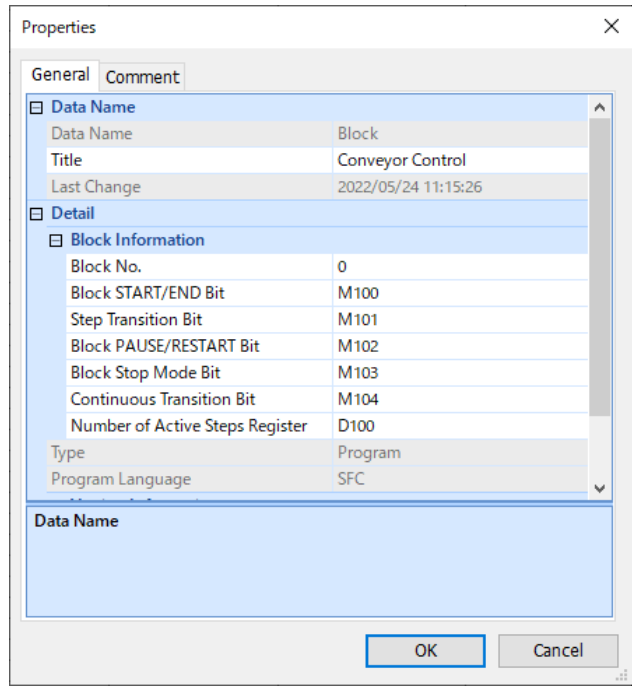 Properties
General Comment
Data Name
Data Name Block
Title Conveyor Control
Last Change 2022/05/24 11:15:26
Detail
Block Information
Block No. 0
Block START/END Bit M100
Step Transition Bit M101
Block PAUSE/RESTART Bit M102
Block Stop Mode Bit M103
Continuous Transition Bit M104
Number of Active Steps Register D100
Type Program
Program Language SFC
Data Name
OK Cancel